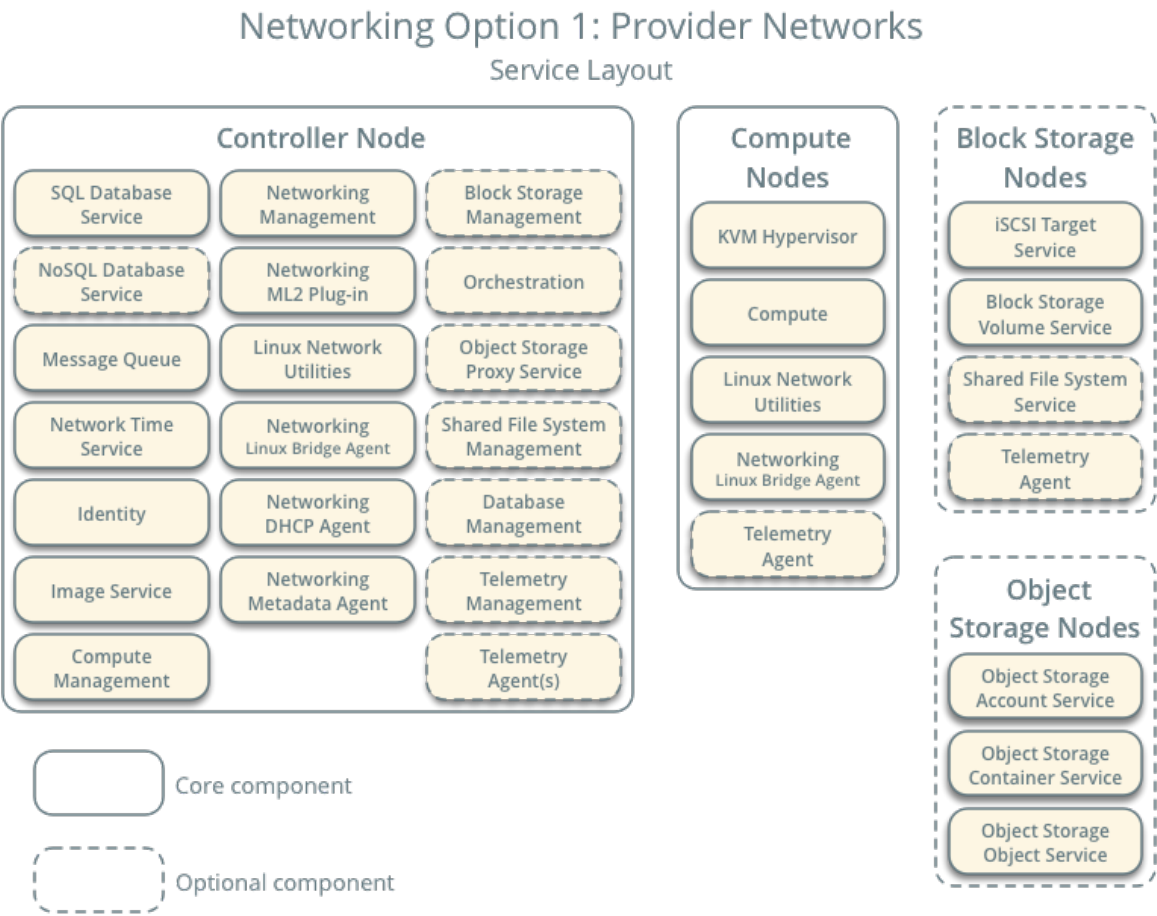 Networking Option 1: Provider Networks
Service Layout
Controller Node
SQL Database
Service
Networking
Management
Block Storage
Management
NoSQL Database
Service
Networking
ML2 Plug-in
Orchestration
Message Queue
Linux Network
Utilities
Object Storage
Proxy Service
Network Time
Service
Networking
Linux Bridge Agent
Shared File System
Management
Identity
Networking
DHCP Agent
Database
Management
Image Service
Networking
Metadata Agent
Telemetry
Management
Compute
Management
Telemetry
Agent(s)
Compute
Nodes
KVM Hypervisor
Compute
Linux Network
Utilities
Networking
Linux Bridge Agent
Telemetry
Agent
Block Storage
Nodes
iSCSI Target
Service
Block Storage
Volume Service
Shared File System
Service
Telemetry
Agent
Object
Storage Nodes
Object Storage
Account Service
Object Storage
Container Service
Object Storage
Object Service
Core component
Optional component